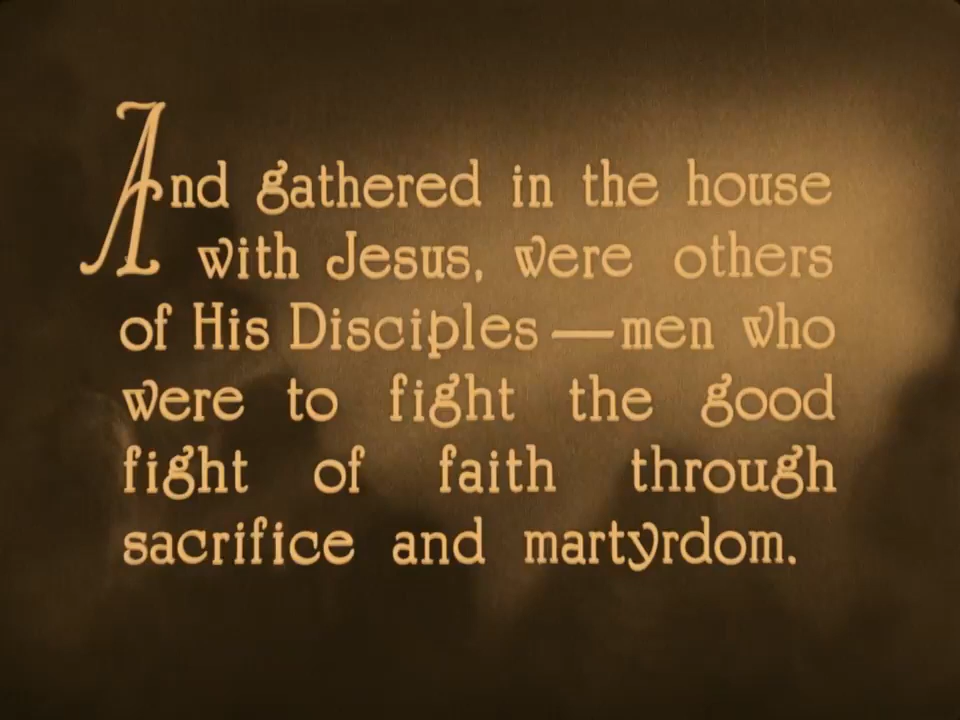 And gathered in the house
with Jesus, were others
of His Disciples—men who
were to fight the good
fight of faith through
sacrifice and martyrdom.